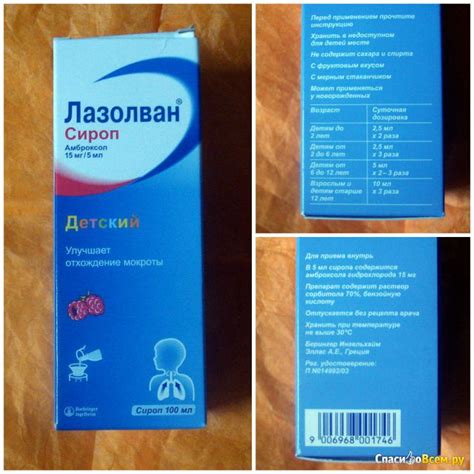 Лазолван®
Сироп
Амброксол
15 мг/5 мл
Детский
Улучшает
отхождение мокроты
Boehringer
Ingelheim
Сироп 100 мл
Перед применением прочтите
инструкцию
Хранить в недоступном
для детей месте
Не содержит сахара и спирта
С фруктовым вкусом
С мерным стаканчиком
Может применяться
у новорожденных
Возраст Суточная дозировка
Детям до 2 лет 2,5 мл x 2 раза
Детям от 2 до 6 лет 2,5 мл x 3 раза
Детям от 6 до 12 лет 5 мл x 2– 3 раза
Взрослым и детям старше 12 лет 10 мл x 3 раза
Для приема внутрь
В 5 мл сиропа содержится
амброксола гидрохлорида 15 мг
Препарат содержит раствор
сорбитола 70%, бензойную
кислоту
Отпускается без рецепта врача
Хранить при температуре
не выше 30°C
Берингер Ингельхайм
Эллас А.Е., Греция
Рег. удостоверение:
П N014992/03
9 006968 001746
СпасибоВсем.ру